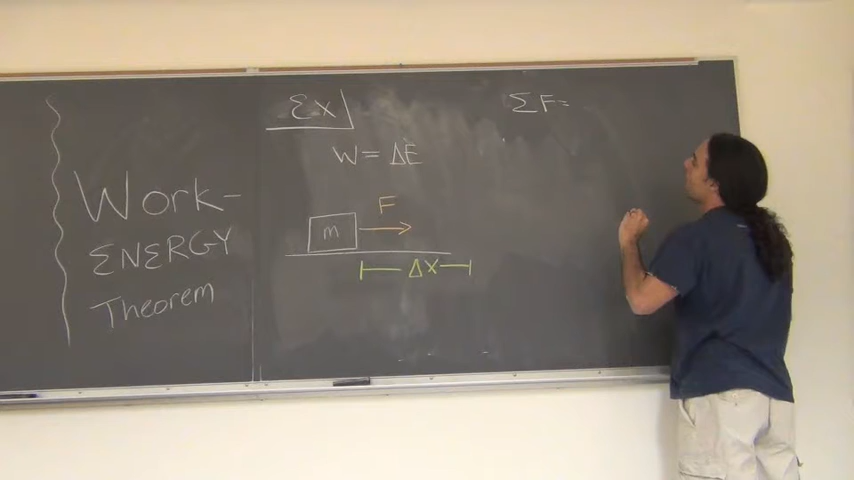 Work-
ENERGY
Theorem
Ex
W = ΔE
F
m
Δx
ΣF=